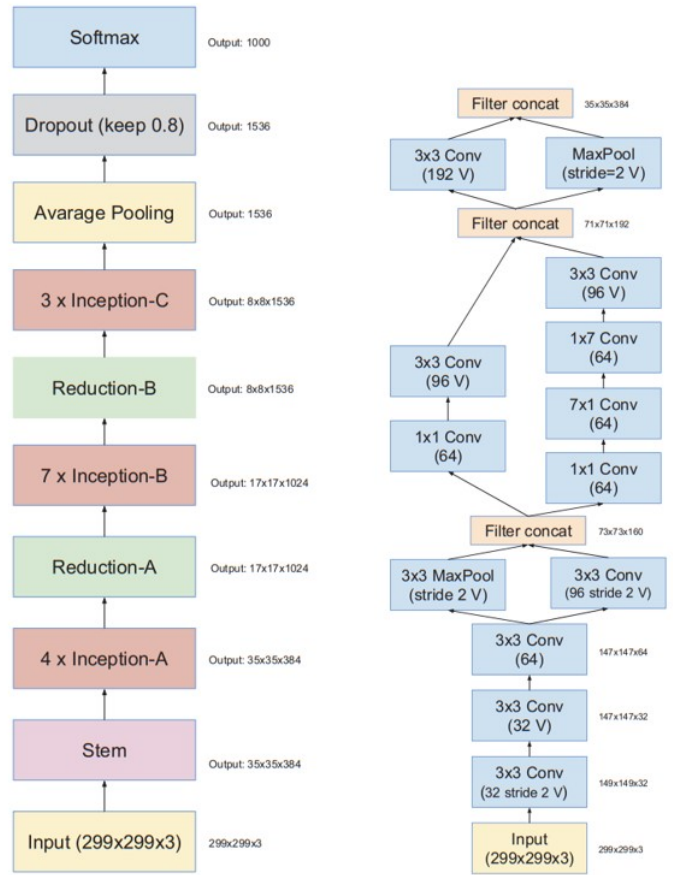 Softmax
Output: 1000
Dropout (keep 0.8)
Output: 1536
Avarage Pooling
Output: 1536
3 x Inception-C
Output: 8x8x1536
Reduction-B
Output: 8x8x1536
7 x Inception-B
Output: 17x17x1024
Reduction-A
Output: 17x17x1024
4 x Inception-A
Output: 35x35x384
Stem
Output: 35x35x384
Input (299x299x3)
299x299x3
Filter concat
35x35x384
3x3 Conv
(192 V)
MaxPool
(stride=2 V)
Filter concat
71x71x192
3x3 Conv
(96 V)
1x7 Conv
(64)
3x3 Conv
(96 V)
7x1 Conv
(64)
1x1 Conv
(64)
1x1 Conv
(64)
Filter concat
73x73x160
3x3 MaxPool
(stride 2 V)
3x3 Conv
(96 stride 2 V)
3x3 Conv
(64)
147x147x64
3x3 Conv
(32 V)
147x147x32
3x3 Conv
(32 stride 2 V)
149x149x32
Input
(299x299x3)
299x299x3